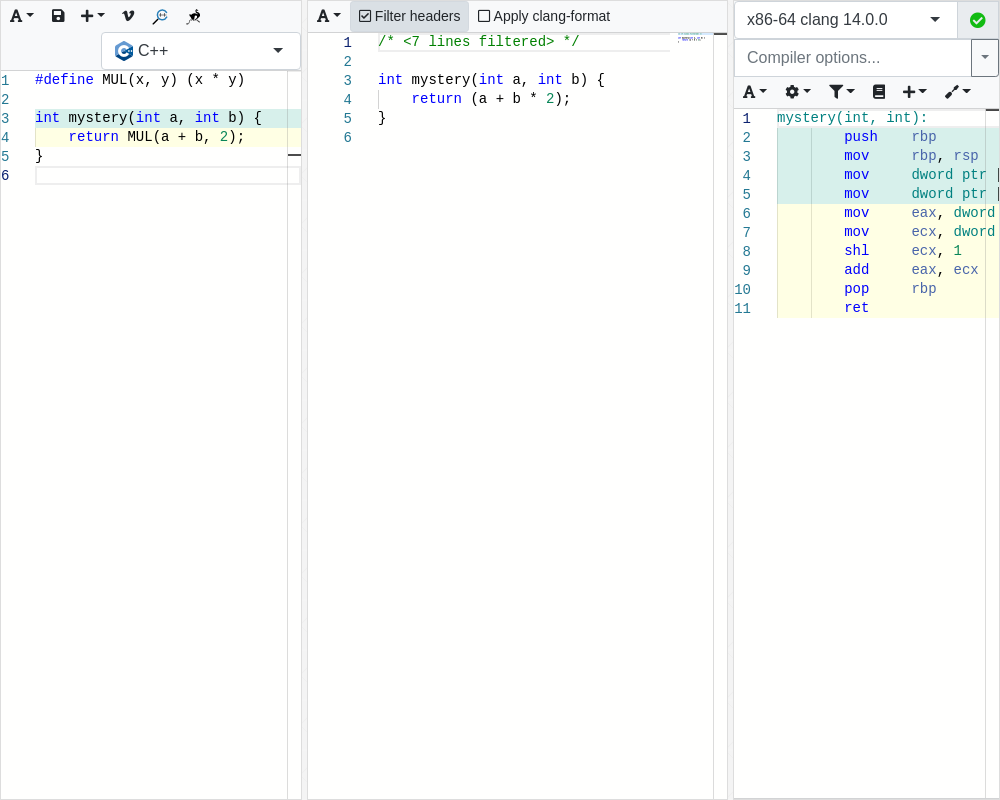 A
C++
1 #define MUL(x, y) (x * y)
2
3 int mystery(int a, int b) {
4 return MUL(a + b, 2);
5 }
6
A Filter headers Apply clang-format
1 /* <7 lines filtered> */
2
3 int mystery(int a, int b) {
4 return (a + b * 2);
5 }
6
x86-64 clang 14.0.0
Compiler options...
A
1 mystery(int, int):
2 push rbp
3 mov rbp, rsp
4 mov dword ptr [
5 mov dword ptr [
6 mov eax, dword
7 mov ecx, dword
8 shl ecx, 1
9 add eax, ecx
10 pop rbp
11 ret